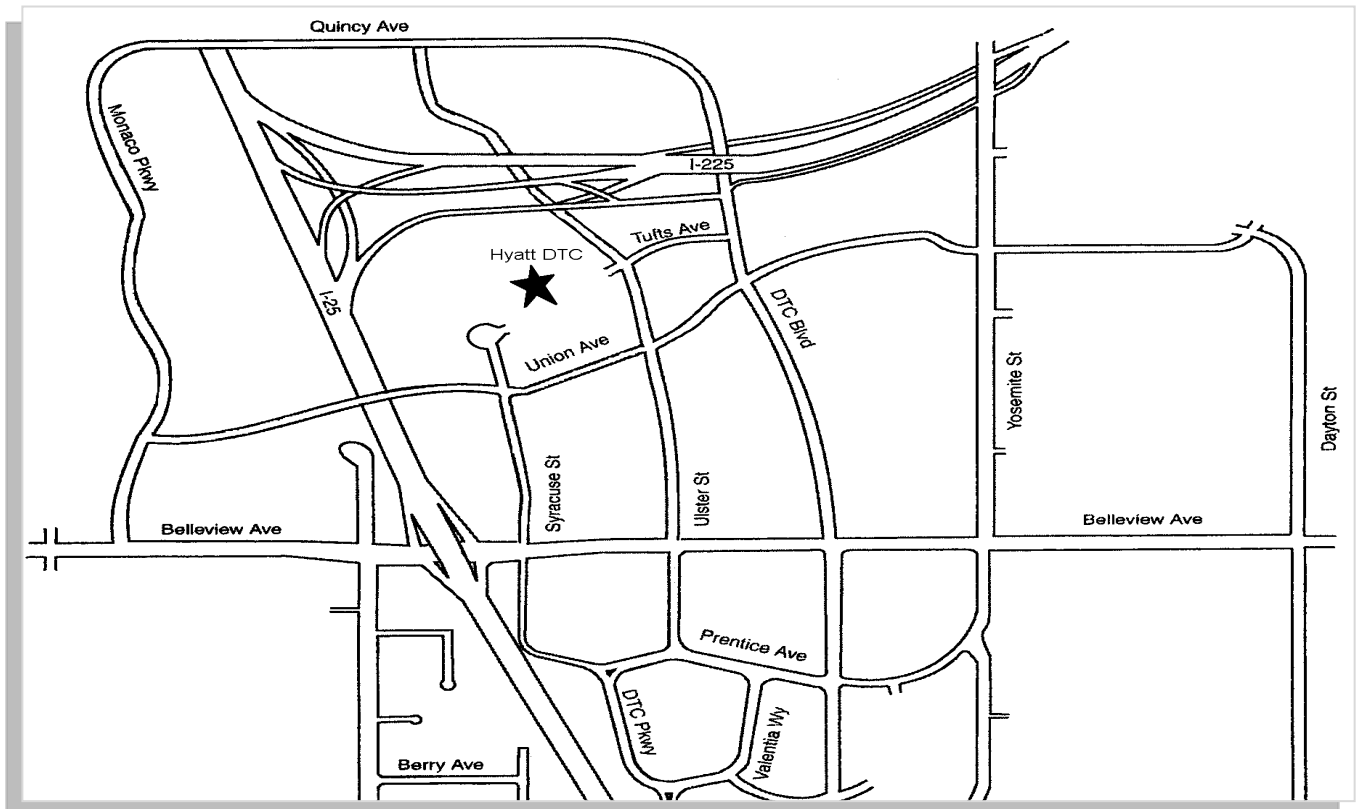 Quincy Ave
Monaco Pkwy
I-225
Tufts Ave
Hyatt DTC
I-25
DTC Blvd
Union Ave
Yosemite St
Dayton St
Syracuse St
Ulster St
Belleview Ave
Belleview Ave
Prentice Ave
DTC Pkwy
Valentia Wy
Berry Ave